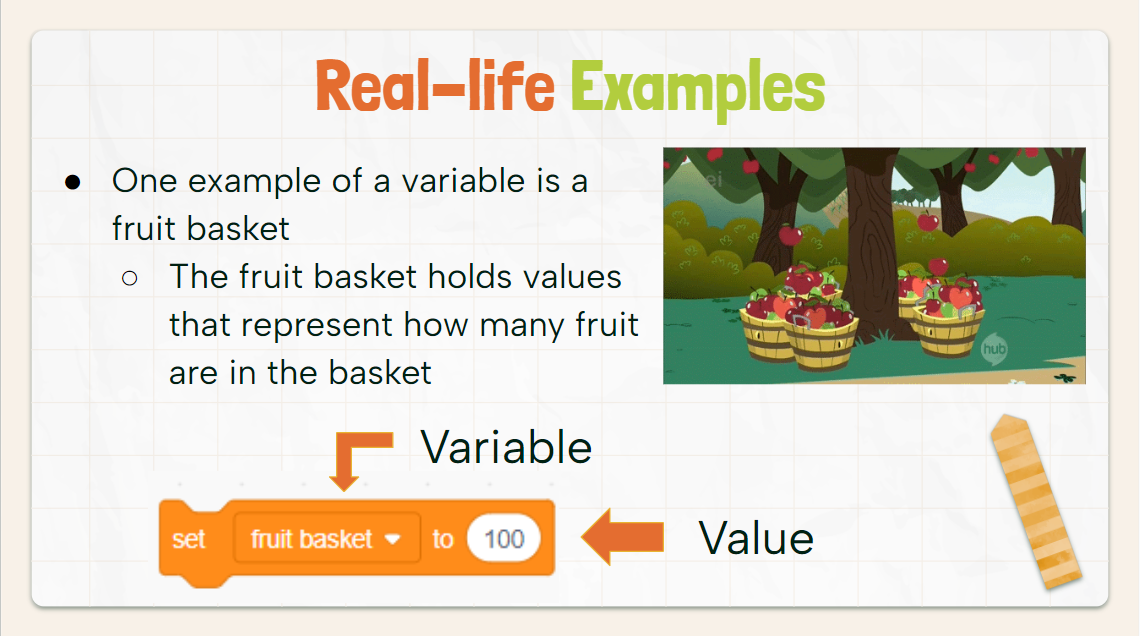 Real-life Examples
● One example of a variable is a
fruit basket
○ The fruit basket holds values
that represent how many fruit
are in the basket
hub
Variable
set fruit basket to 100
Value